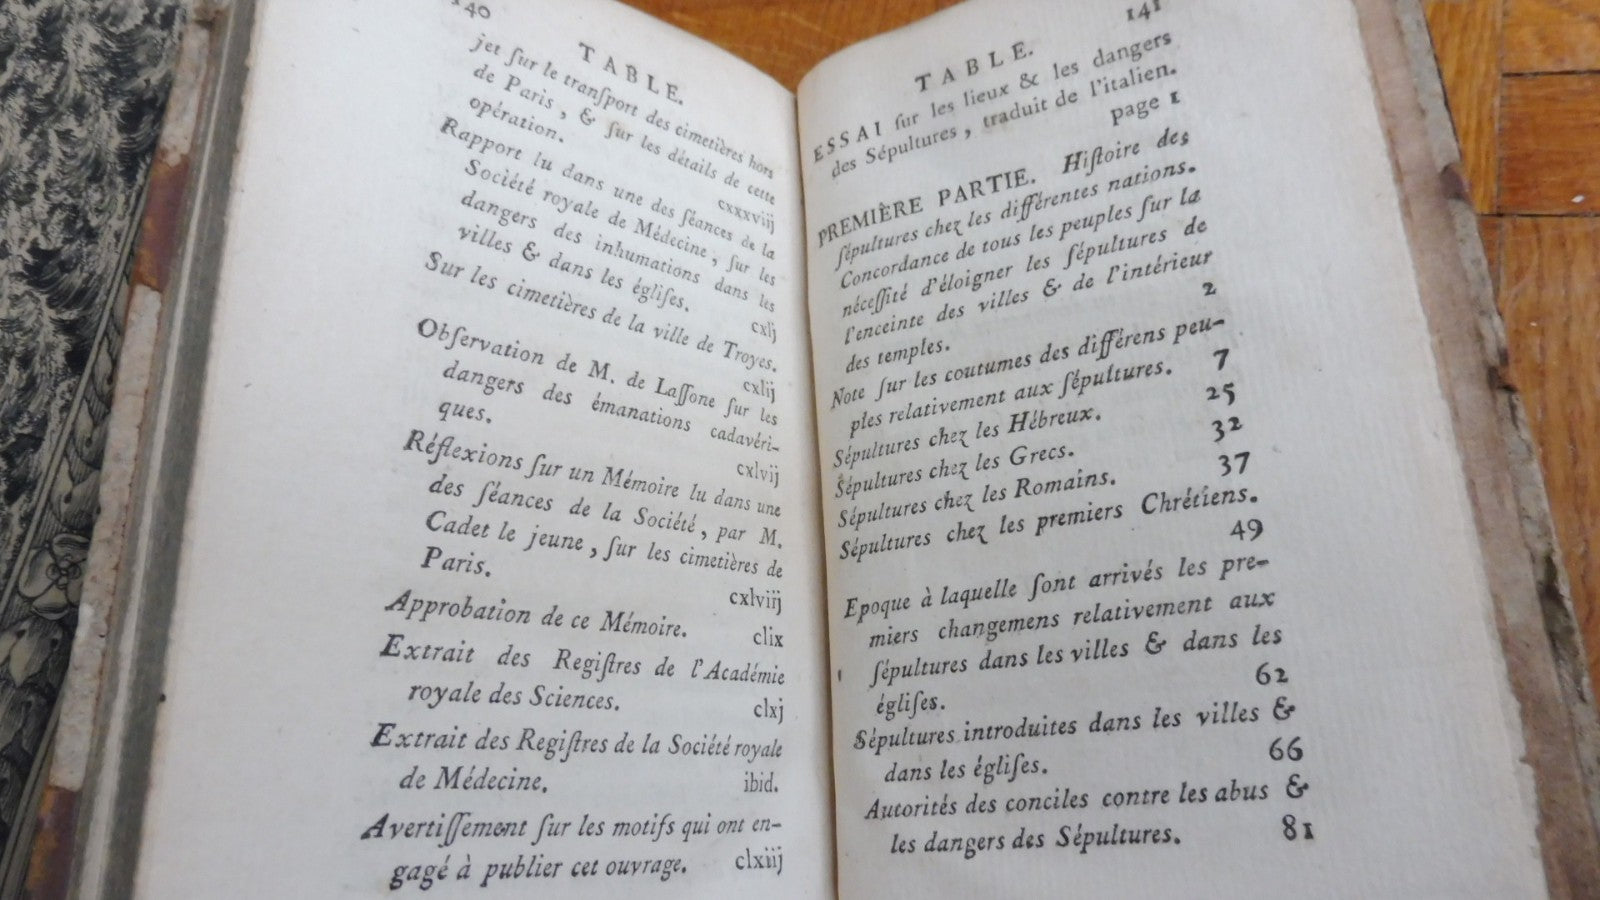 140
TABLE.
jet ſur le tranſport des cimetières hors
de Paris, & ſur les détails de cette
opération. cxxxviij
Rapport lu dans une des ſéances de la
Société royale de Médecine, ſur les
dangers des inhumations dans les
villes & dans les égliſes. cxlj
Sur les cimetières de la ville de Troyes.
cxlij
Obſervation de M. de Laſſone ſur les
dangers des émanations cadavéri-
ques. cxlvij
Réflexions ſur un Mémoire lu dans une
des ſéances de la Société, par M.
Cadet le jeune, ſur les cimetières de
Paris. cxlviij
Approbation de ce Mémoire. clix
Extrait des Regiſtres de l'Académie
royale des Sciences. clxj
Extrait des Regiſtres de la Société royale
de Médecine. ibid.
Avertiſſement ſur les motifs qui ont en-
gagé à publier cet ouvrage. clxiij
141
TABLE.
ESSAI ſur les lieux & les dangers
des Sépultures, traduit de l'italien.
page 1
PREMIÈRE PARTIE. Hiſtoire des
ſépultures chez les différentes nations.
Concordance de tous les peuples ſur la
néceſſité d'éloigner les ſépultures de
l'enceinte des villes & de l'intérieur
des temples. 2
Note ſur les coutumes des différens peu-
ples relativement aux ſépultures. 7
Sépultures chez les Hébreux. 25
Sépultures chez les Grecs. 32
Sépultures chez les Romains. 37
Sépultures chez les premiers Chrétiens.
49
Epoque à laquelle ſont arrivés les pre-
miers changemens relativement aux
ſépultures dans les villes & dans les
égliſes. 62
Sépultures introduites dans les villes &
dans les égliſes. 66
Autorités des conciles contre les abus &
les dangers des Sépultures. 81